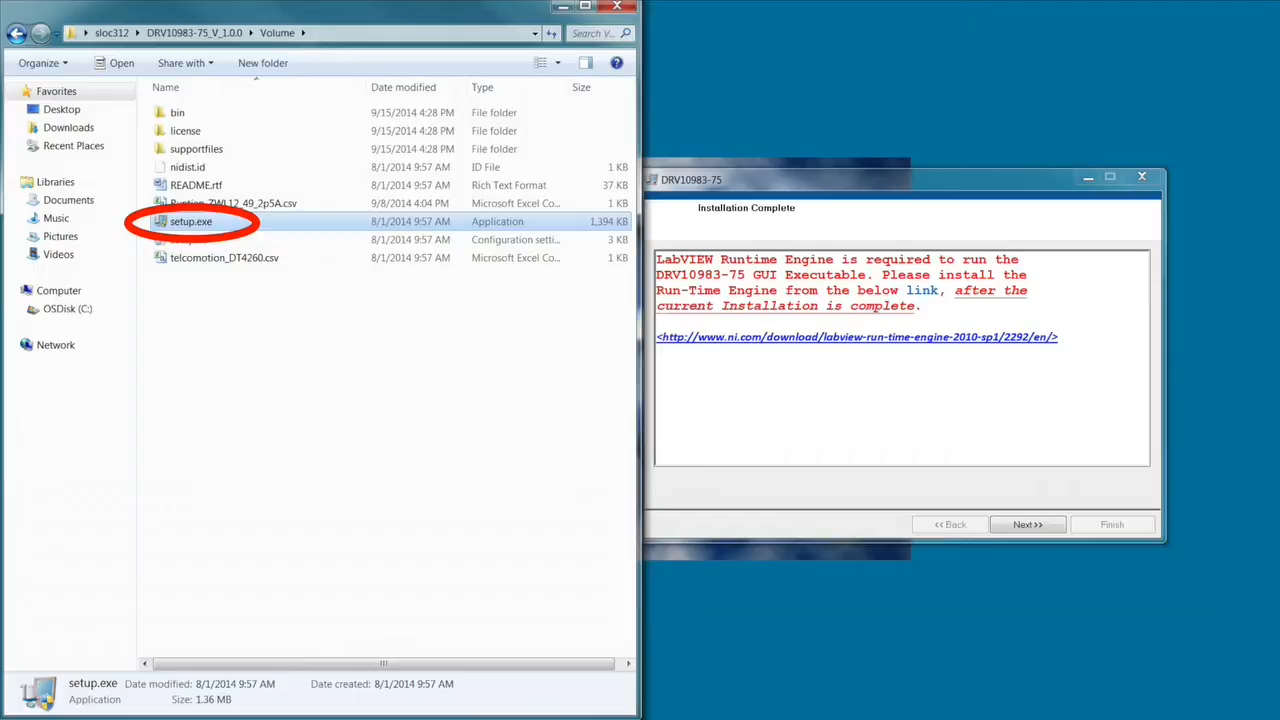 sloc312 DRV10983-75_V_1.0.0 Volume
Search V...
Organize Open Share with New folder
Name Date modified Type Size
Favorites
Desktop
Downloads
Recent Places
Libraries
Documents
Music
Pictures
Videos
Computer
OSDisk (C:)
Network
bin 9/15/2014 4:28 PM File folder
license 9/15/2014 4:28 PM File folder
supportfiles 9/15/2014 4:28 PM File folder
nidist.id 8/1/2014 9:57 AM ID File 1 KB
README.rtf 8/1/2014 9:57 AM Rich Text Format 37 KB
9/8/2014 4:04 PM Microsoft Excel Co... 1 KB
setup.exe 8/1/2014 9:57 AM Application 1,394 KB
8/1/2014 9:57 AM Configuration setti... 3 KB
telcomotion_DT4260.csv 8/1/2014 9:57 AM Microsoft Excel Co... 1 KB
setup.exe Date modified: 8/1/2014 9:57 AM Date created: 8/1/2014 9:57 AM
Application Size: 1.36 MB
DRV10983-75
Installation Complete
LabVIEW Runtime Engine is required to run the
DRV10983-75 GUI Executable. Please install the
Run-Time Engine from the below link, after the
current Installation is complete.
<http://www.ni.com/download/labview-run-time-engine-2010-sp1/2292/en/>
<< Back Next >> Finish